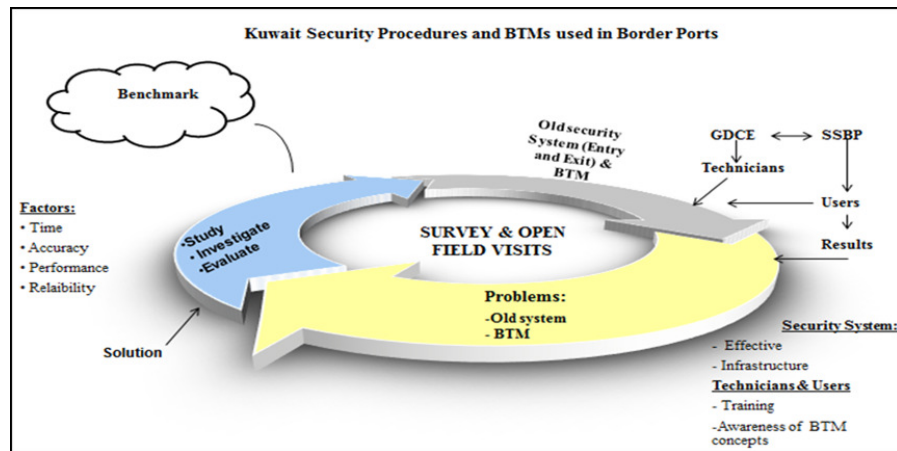 Kuwait Security Procedures and BTMs used in Border Ports
Benchmark
Old security
System (Entry
and Exit) &
BTM
GDCE
SSBP
Technicians
Users
Results
Factors:
• Time
• Accuracy
• Performance
• Relaibility
•Study
• Investigate
•Evaluate
SURVEY & OPEN
FIELD VISITS
Problems:
-Old system
- BTM
Solution
Security System:
- Effective
- Infrastructure
Technicians & Users
- Training
-Awareness of BTM
concepts